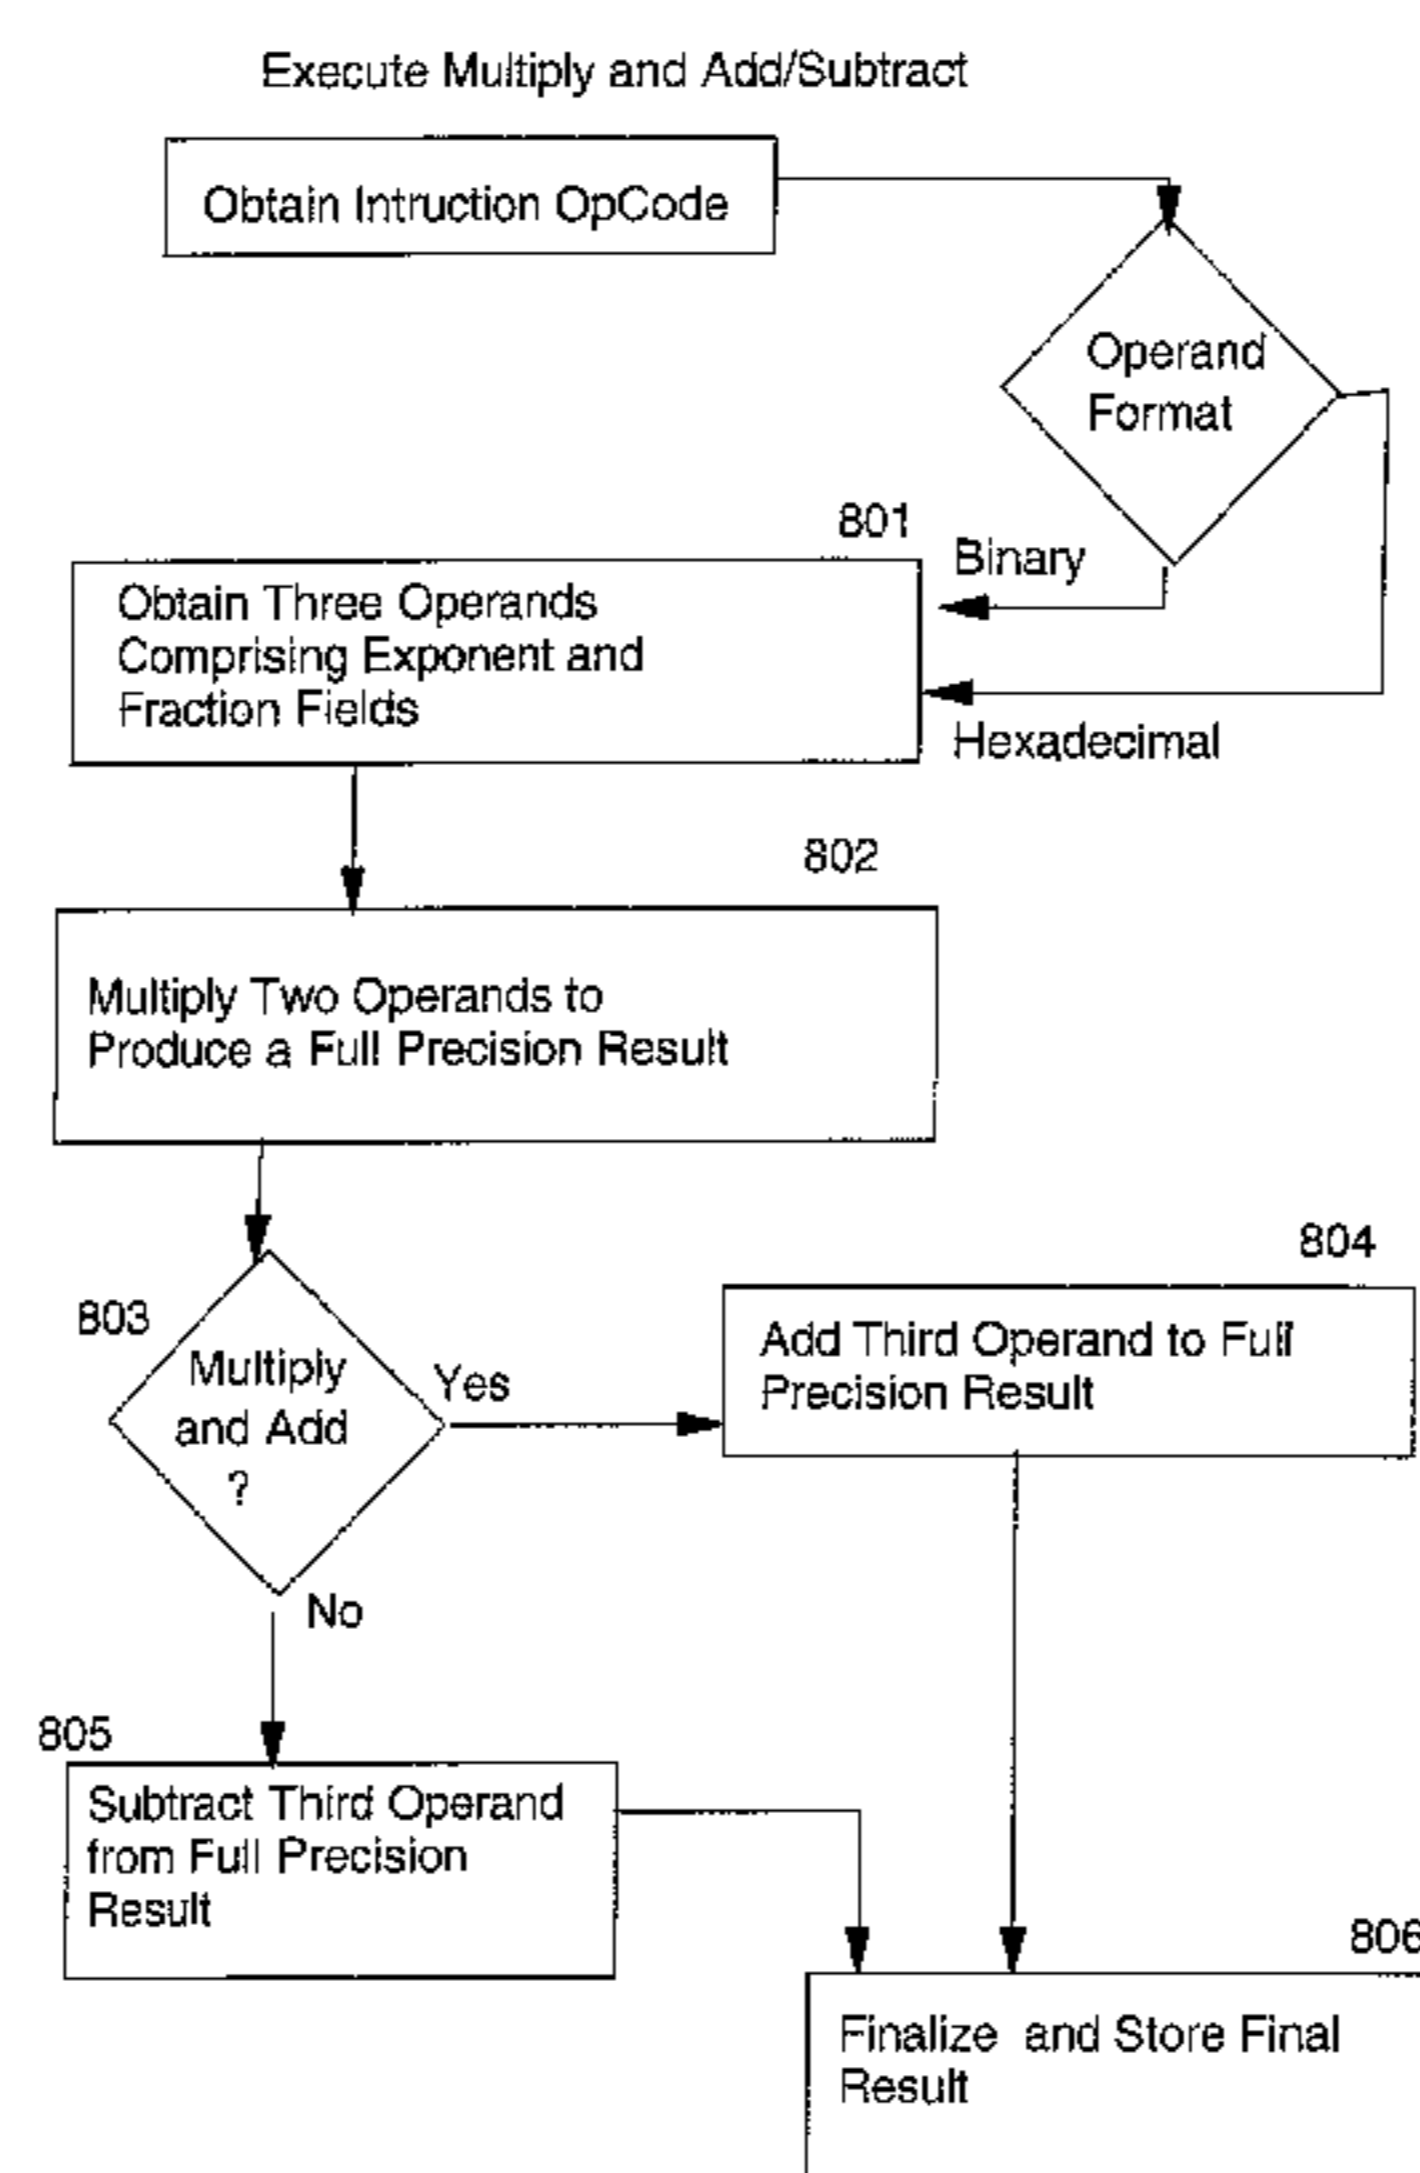 Execute Multiply and Add/Subtract
Obtain Intruction OpCode
Operand
Format
801
Binary
Obtain Three Operands
Comprising Exponent and
Fraction Fields
Hexadecimal
802
Multiply Two Operands to
Produce a Full Precision Result
803
Multiply
and Add
?
Yes
804
Add Third Operand to Full
Precision Result
No
805
Subtract Third Operand
from Full Precision
Result
806
Finalize and Store Final
Result